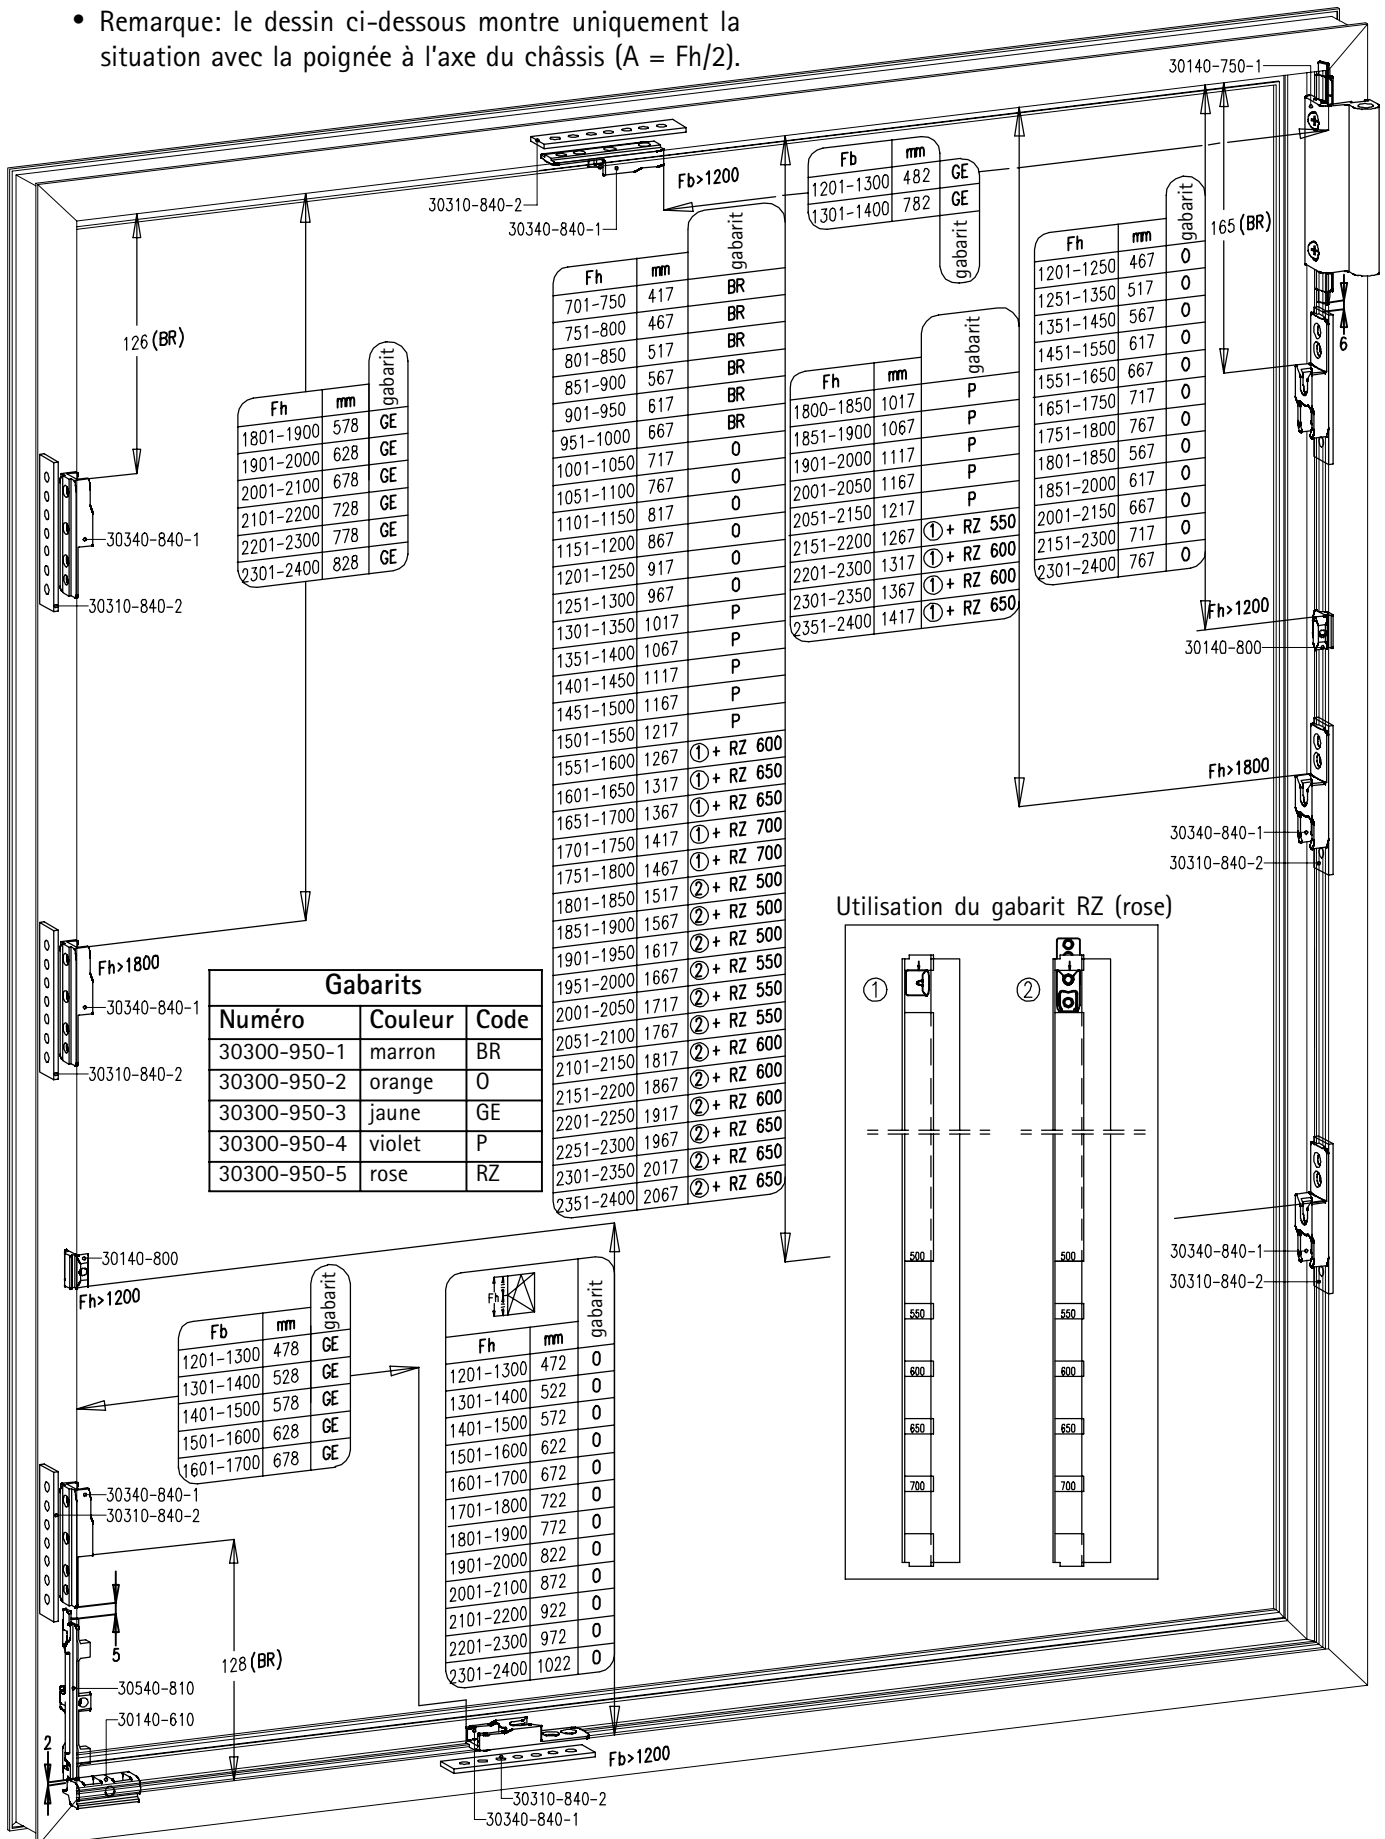 • Remarque: le dessin ci-dessous montre uniquement la
situation avec la poignée à l'axe du châssis (A = Fh/2).
30140-750-1
Fb>1200
30310-840-2
30340-840-1
Fb mm
1201-1300 482 GE
1301-1400 782 GE
gabarit
165 (BR)
126 (BR)
6
Fh mm gabarit
1801-1900 578 GE
1901-2000 628 GE
2001-2100 678 GE
2101-2200 728 GE
2201-2300 778 GE
2301-2400 828 GE
Fh mm gabarit
701-750 417 BR
751-800 467 BR
801-850 517 BR
851-900 567 BR
901-950 617 BR
951-1000 667 BR
1001-1050 717 O
1051-1100 767 O
1101-1150 817 O
1151-1200 867 O
1201-1250 917 O
1251-1300 967 O
1301-1350 1017 P
1351-1400 1067 P
1401-1450 1117 P
1451-1500 1167 P
1501-1550 1217 P
1551-1600 1267 ① + RZ 600
1601-1650 1317 ① + RZ 650
1651-1700 1367 ① + RZ 650
1701-1750 1417 ① + RZ 700
1751-1800 1467 ① + RZ 700
1801-1850 1517 ② + RZ 500
1851-1900 1567 ② + RZ 500
1901-1950 1617 ② + RZ 500
1951-2000 1667 ② + RZ 550
2001-2050 1717 ② + RZ 550
2051-2100 1767 ② + RZ 550
2101-2150 1817 ② + RZ 600
2151-2200 1867 ② + RZ 600
2201-2250 1917 ② + RZ 600
2251-2300 1967 ② + RZ 650
2301-2350 2017 ② + RZ 650
2351-2400 2067 ② + RZ 650
Fh mm gabarit
1800-1850 1017 P
1851-1900 1067 P
1901-2000 1117 P
2001-2050 1167 P
2051-2150 1217 P
2151-2200 1267 ① + RZ 550
2201-2300 1317 ① + RZ 600
2301-2350 1367 ① + RZ 600
2351-2400 1417 ① + RZ 650
Fh mm gabarit
1201-1250 467 O
1251-1350 517 O
1351-1450 567 O
1451-1550 617 O
1551-1650 667 O
1651-1750 717 O
1751-1800 767 O
1801-1850 567 O
1851-2000 617 O
2001-2150 667 O
2151-2300 717 O
2301-2400 767 O
30340-840-1
30310-840-2
Fh>1200
30140-800
Fh>1800
30340-840-1
30310-840-2
Fh>1800
30340-840-1
30310-840-2
Gabarits
Numéro Couleur Code
30300-950-1 marron BR
30300-950-2 orange O
30300-950-3 jaune GE
30300-950-4 violet P
30300-950-5 rose RZ
Utilisation du gabarit RZ (rose)
① ②
500 500
550 550
600 600
650 650
700 700
30340-840-1
30310-840-2
30140-800
Fh>1200
Fb mm gabarit
1201-1300 478 GE
1301-1400 528 GE
1401-1500 578 GE
1501-1600 628 GE
1601-1700 678 GE
Fh
Fh mm gabarit
1201-1300 472 O
1301-1400 522 O
1401-1500 572 O
1501-1600 622 O
1601-1700 672 O
1701-1800 722 O
1801-1900 772 O
1901-2000 822 O
2001-2100 872 O
2101-2200 922 O
2201-2300 972 O
2301-2400 1022 O
30340-840-1
30310-840-2
5
128 (BR)
30540-810
30140-610
2
Fb>1200
30310-840-2
30340-840-1